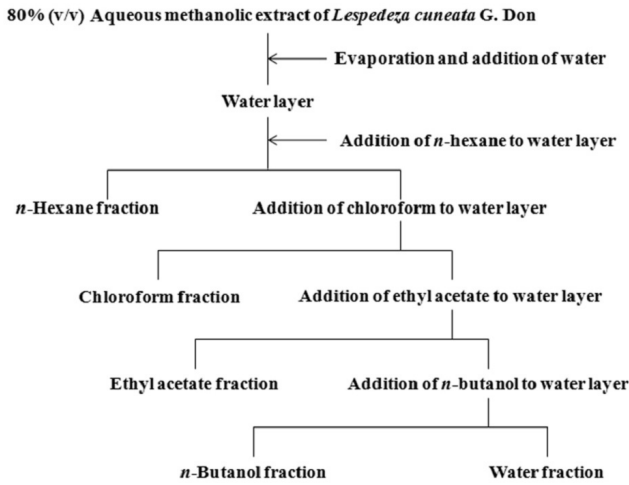 80% (v/v) Aqueous methanolic extract of Lespedeza cuneata G. Don
Evaporation and addition of water
Water layer
Addition of n-hexane to water layer
n-Hexane fraction
Addition of chloroform to water layer
Chloroform fraction
Addition of ethyl acetate to water layer
Ethyl acetate fraction
Addition of n-butanol to water layer
n-Butanol fraction
Water fraction